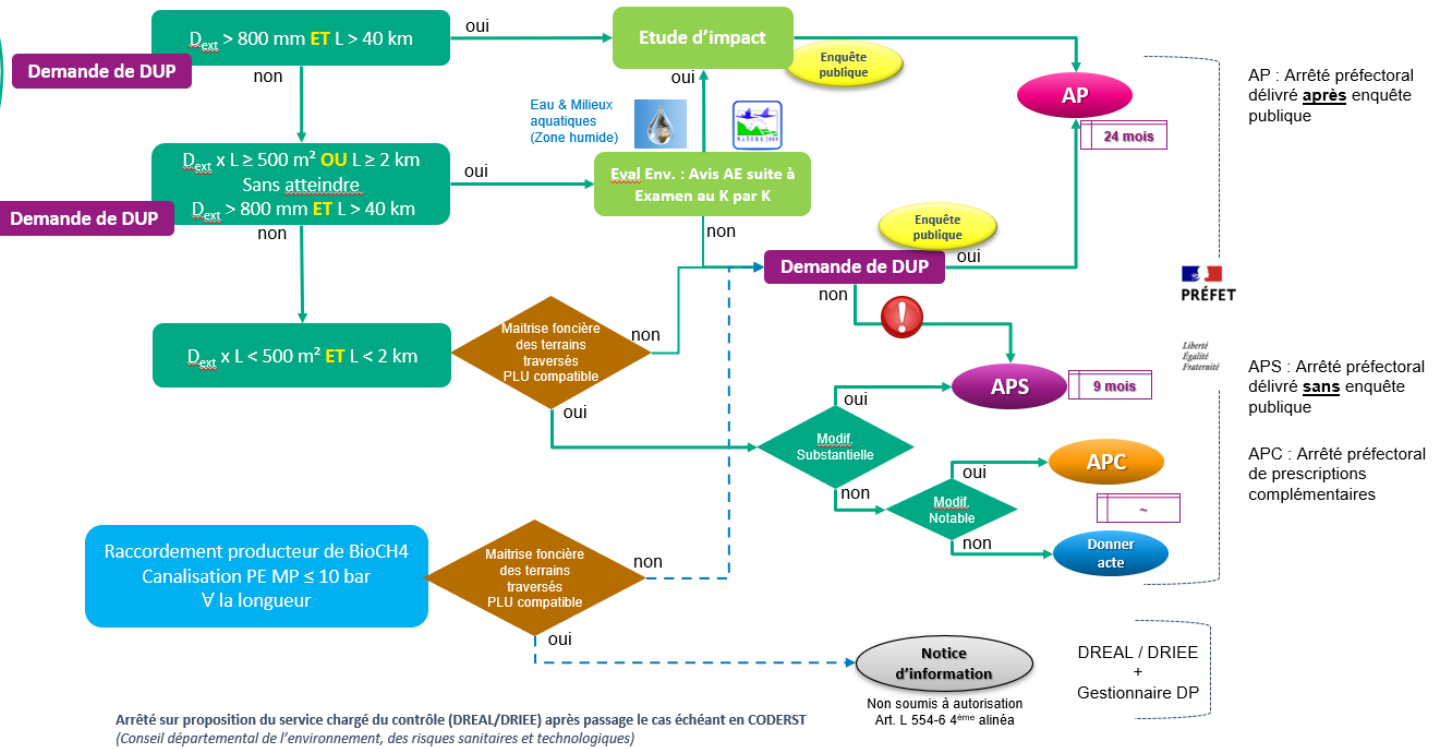 D_ext > 800 mm ET L > 40 km
oui
Etude d'impact
Enquête
publique
Demande de DUP
non
oui
AP
24 mois
AP : Arrêté préfectoral
délivré après enquête
publique
Eau & Milieux
aquatiques
(Zone humide)
NATURA 2000
D_ext x L ≥ 500 m² OU L ≥ 2 km
Sans atteindre
D_ext > 800 mm ET L > 40 km
oui
Eval Env. : Avis AE suite à
Examen au K par K
Demande de DUP
non
non
Enquête
publique
Demande de DUP
oui
non
PRÉFET
Liberté
Égalité
Fraternité
D_ext x L < 500 m² ET L < 2 km
Maitrise foncière
des terrains
traversés
PLU compatible
non
oui
APS
9 mois
APS : Arrêté préfectoral
délivré sans enquête
publique
oui
Modif.
Substantielle
non
APC
APC : Arrêté préfectoral
de prescriptions
complémentaires
oui
Modif.
Notable
~
non
Donner
acte
Raccordement producteur de BioCH4
Canalisation PE MP ≤ 10 bar
∀ la longueur
Maitrise foncière
des terrains
traversés
PLU compatible
non
oui
Notice
d'information
Non soumis à autorisation
Art. L 554-6 4ème alinéa
DREAL / DRIEE
+
Gestionnaire DP
Arrêté sur proposition du service chargé du contrôle (DREAL/DRIEE) après passage le cas échéant en CODERST
(Conseil départemental de l'environnement, des risques sanitaires et technologiques)